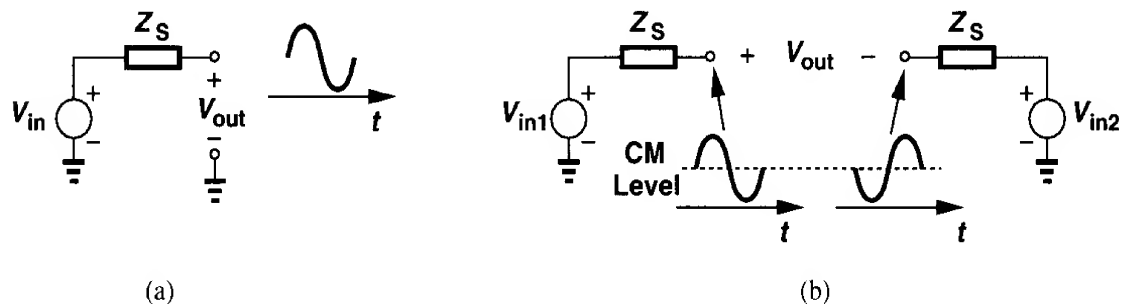 Z_S
V_in
+
−
+
V_out
−
t
(a)
Z_S
+ V_out −
Z_S
V_in1
+
−
+
−
V_in2
CM
Level
t
t
(b)